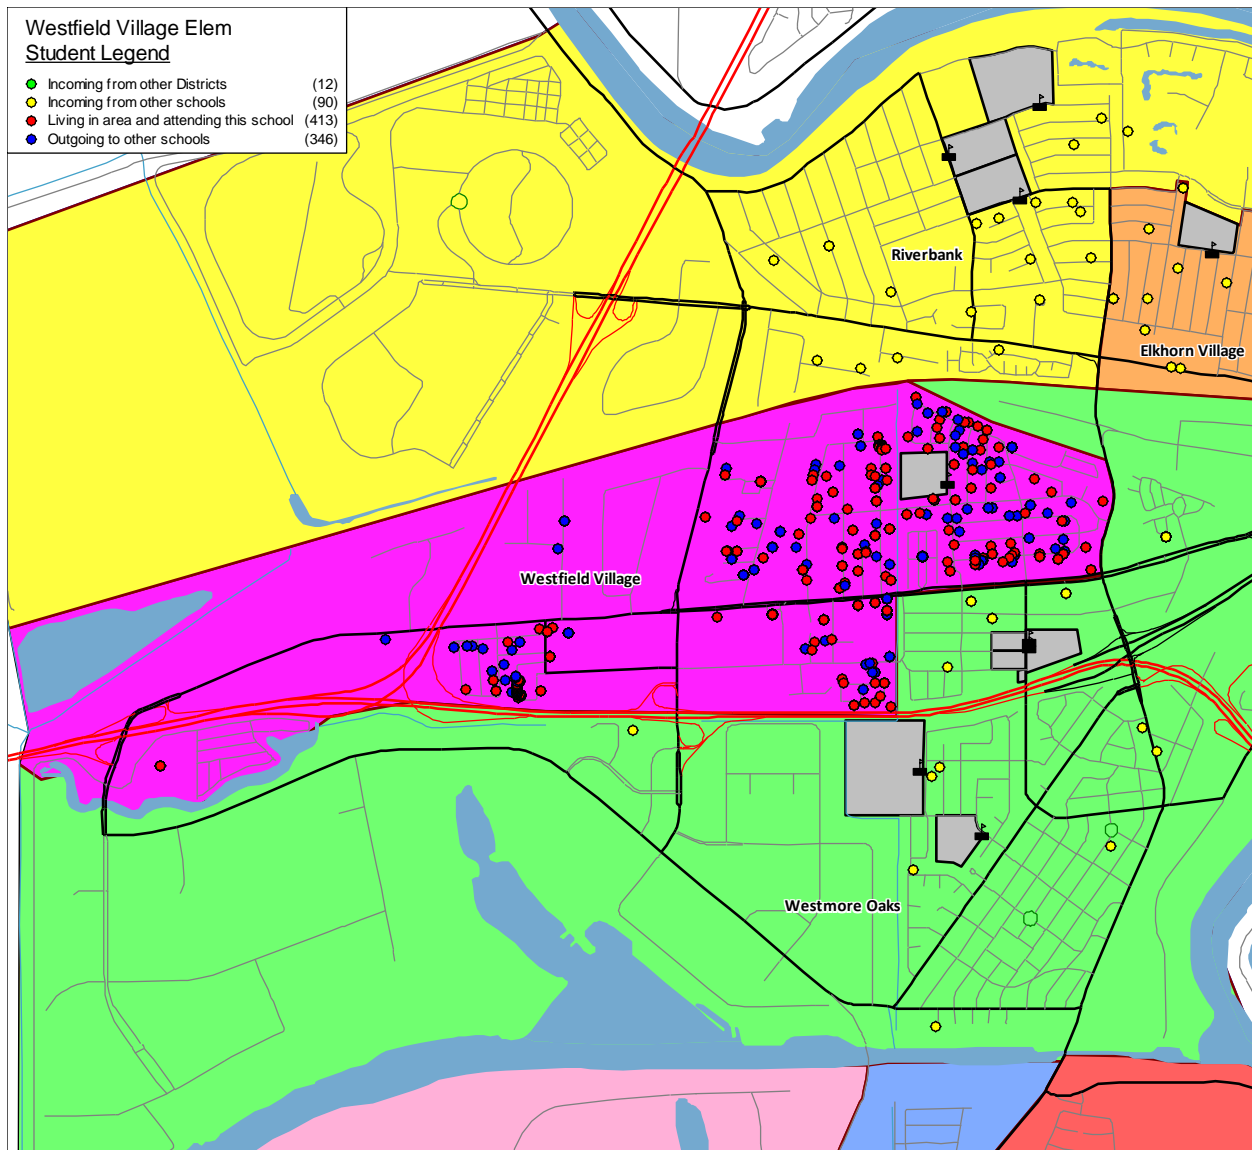 Westfield Village Elem
Student Legend
Incoming from other Districts (12)
Incoming from other schools (90)
Living in area and attending this school (413)
Outgoing to other schools (346)
Riverbank
Elkhorn Village
Westfield Village
Westmore Oaks